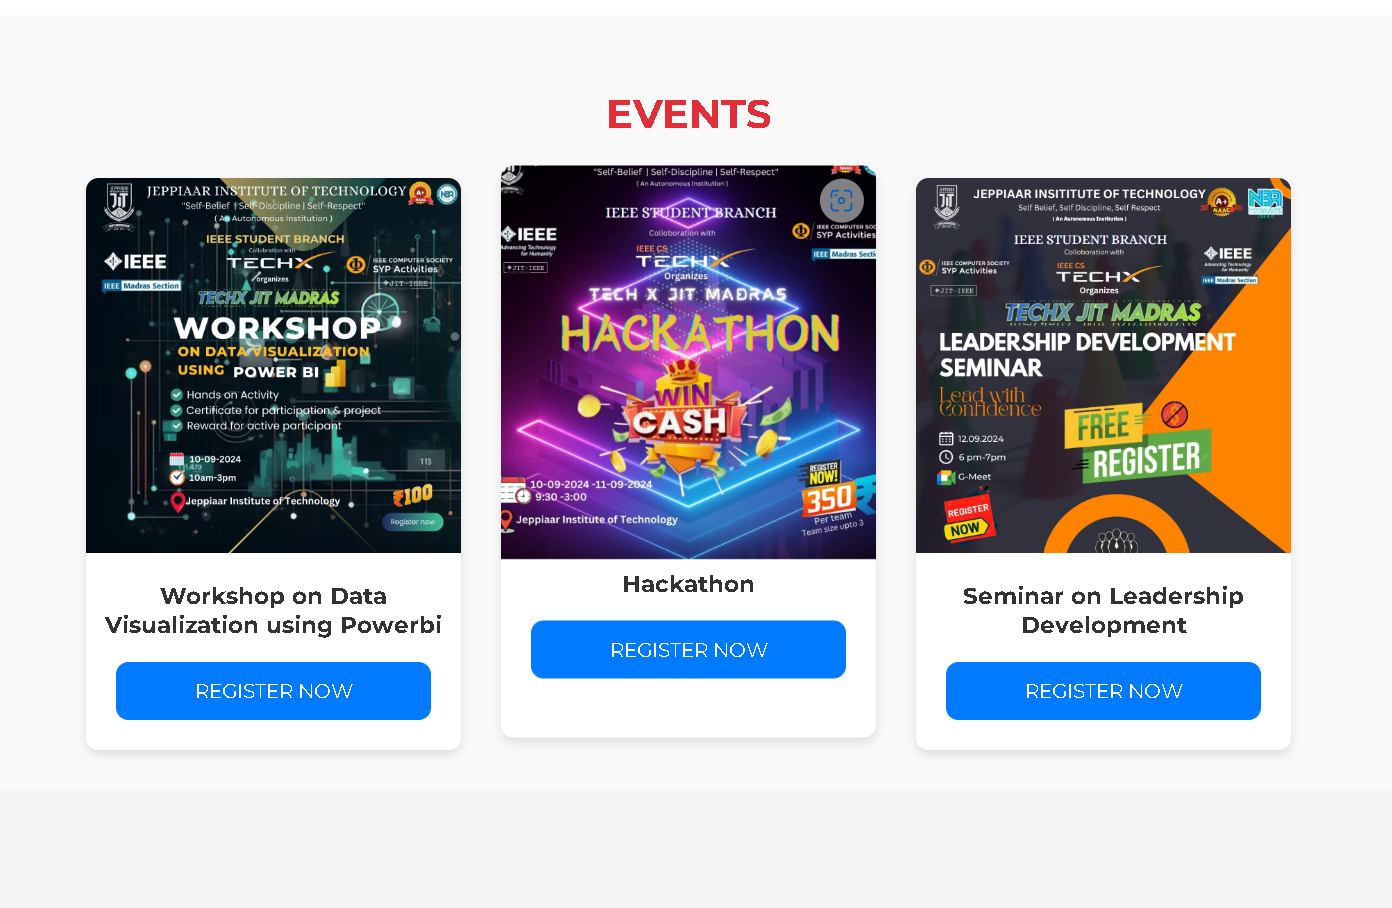 EVENTS
JEPPIAAR INSTITUTE OF TECHNOLOGY
"Self-Belief | Self-Discipline | Self-Respect"
( An Autonomous Institution )
IEEE STUDENT BRANCH
Collaboration with
TECHX
IEEE
IEEE Madras Section
IEEE COMPUTER SOCIETY
SYP Activities
JIT-IEEE
organizes
TECHX JIT MADRAS
WORKSHOP
ON DATA VISUALIZATION
USING POWER BI
Hands on Activity
Certificate for participation & project
Reward for active participant
10-09-2024
10am-3pm
Jeppiaar Institute of Technology
₹100
Register now
Workshop on Data
Visualization using Powerbi
REGISTER NOW
"Self-Belief | Self-Discipline | Self-Respect"
( An Autonomous Institution )
IEEE STUDENT BRANCH
Collaboration with
IEEE
Advancing Technology
for Humanity
JIT-IEEE
IEEE CS
TECHX
Organizes
IEEE COMPUTER SOC
SYP Activities
IEEE Madras Secti
TECH X JIT MADRAS
HACKATHON
WIN
CASH
10-09-2024 -11-09-2024
9:30 -3:00
Jeppiaar Institute of Technology
REGISTER
NOW!
350
Per team
Team size upto 3
Hackathon
REGISTER NOW
JEPPIAAR INSITITUTE OF TECHNOLOGY
Self Belief, Self Discipline, Self Respect
( An Autonomous Institution )
A+
NAAC
NBA
IEEE STUDENT BRANCH
Collaboration with
IEEE COMPUTER SOCIETY
SYP Activities
JIT-IEEE
IEEE CS
TECHX
Organizes
IEEE
Advancing Technology
for Humanity
IEEE Madras Section
TECHX JIT MADRAS
LEADERSHIP DEVELOPMENT
SEMINAR
Lead with
Confidence
12.09.2024
6 pm-7pm
G-Meet
FREE
REGISTER
REGISTER
NOW
Seminar on Leadership
Development
REGISTER NOW